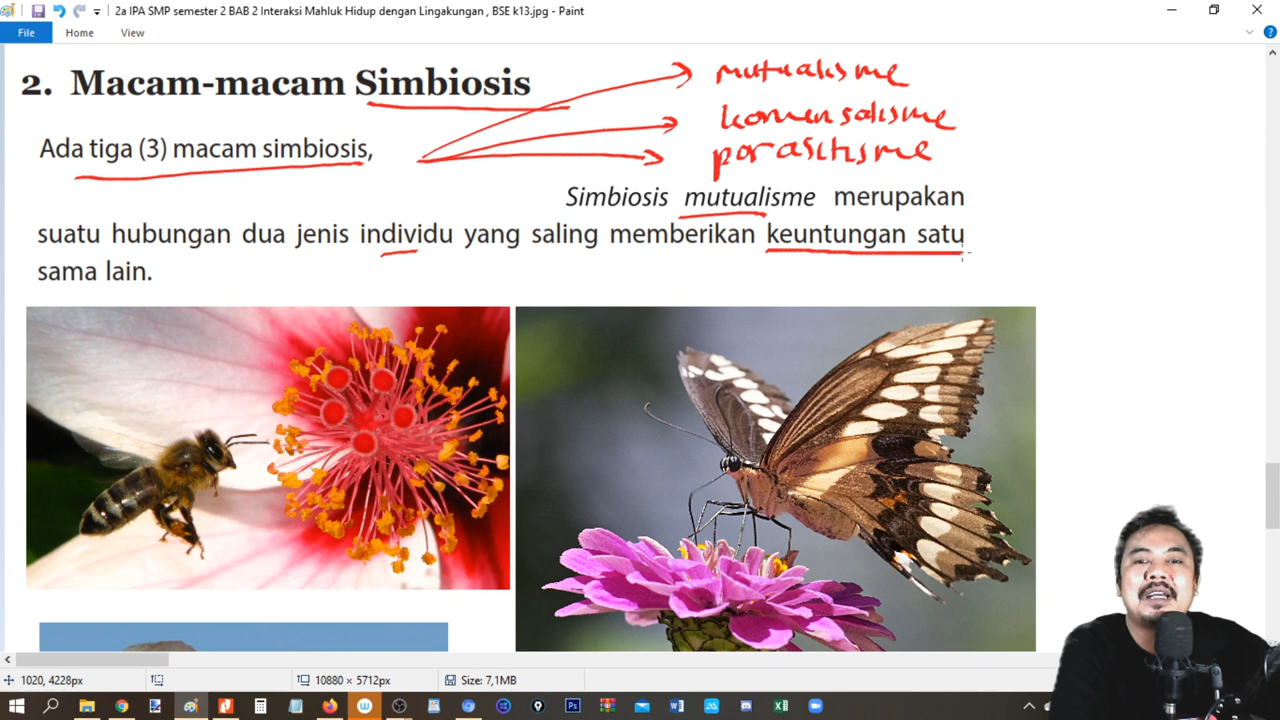 2a IPA SMP semester 2 BAB 2 Interaksi Mahluk Hidup dengan Lingakungan , BSE k13.jpg - Paint
File Home View
2. Macam-macam Simbiosis
mutualisme
komensalisme
Ada tiga (3) macam simbiosis,
parasitisme
Simbiosis mutualisme merupakan
suatu hubungan dua jenis individu yang saling memberikan keuntungan satu
sama lain.
1020, 4228px 10880 × 5712px Size: 7,1MB